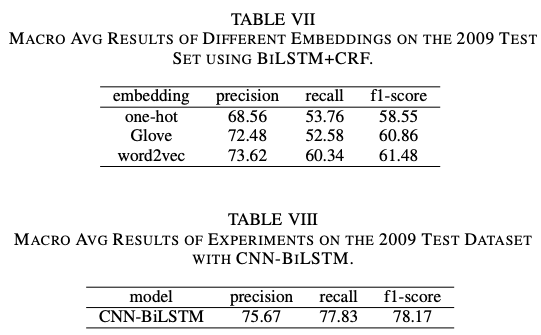 TABLE VII
MACRO AVG RESULTS OF DIFFERENT EMBEDDINGS ON THE 2009 TEST
SET USING BILSTM+CRF.
embedding precision recall f1-score
one-hot 68.56 53.76 58.55
Glove 72.48 52.58 60.86
word2vec 73.62 60.34 61.48
TABLE VIII
MACRO AVG RESULTS OF EXPERIMENTS ON THE 2009 TEST DATASET
WITH CNN-BILSTM.
model precision recall f1-score
CNN-BiLSTM 75.67 77.83 78.17